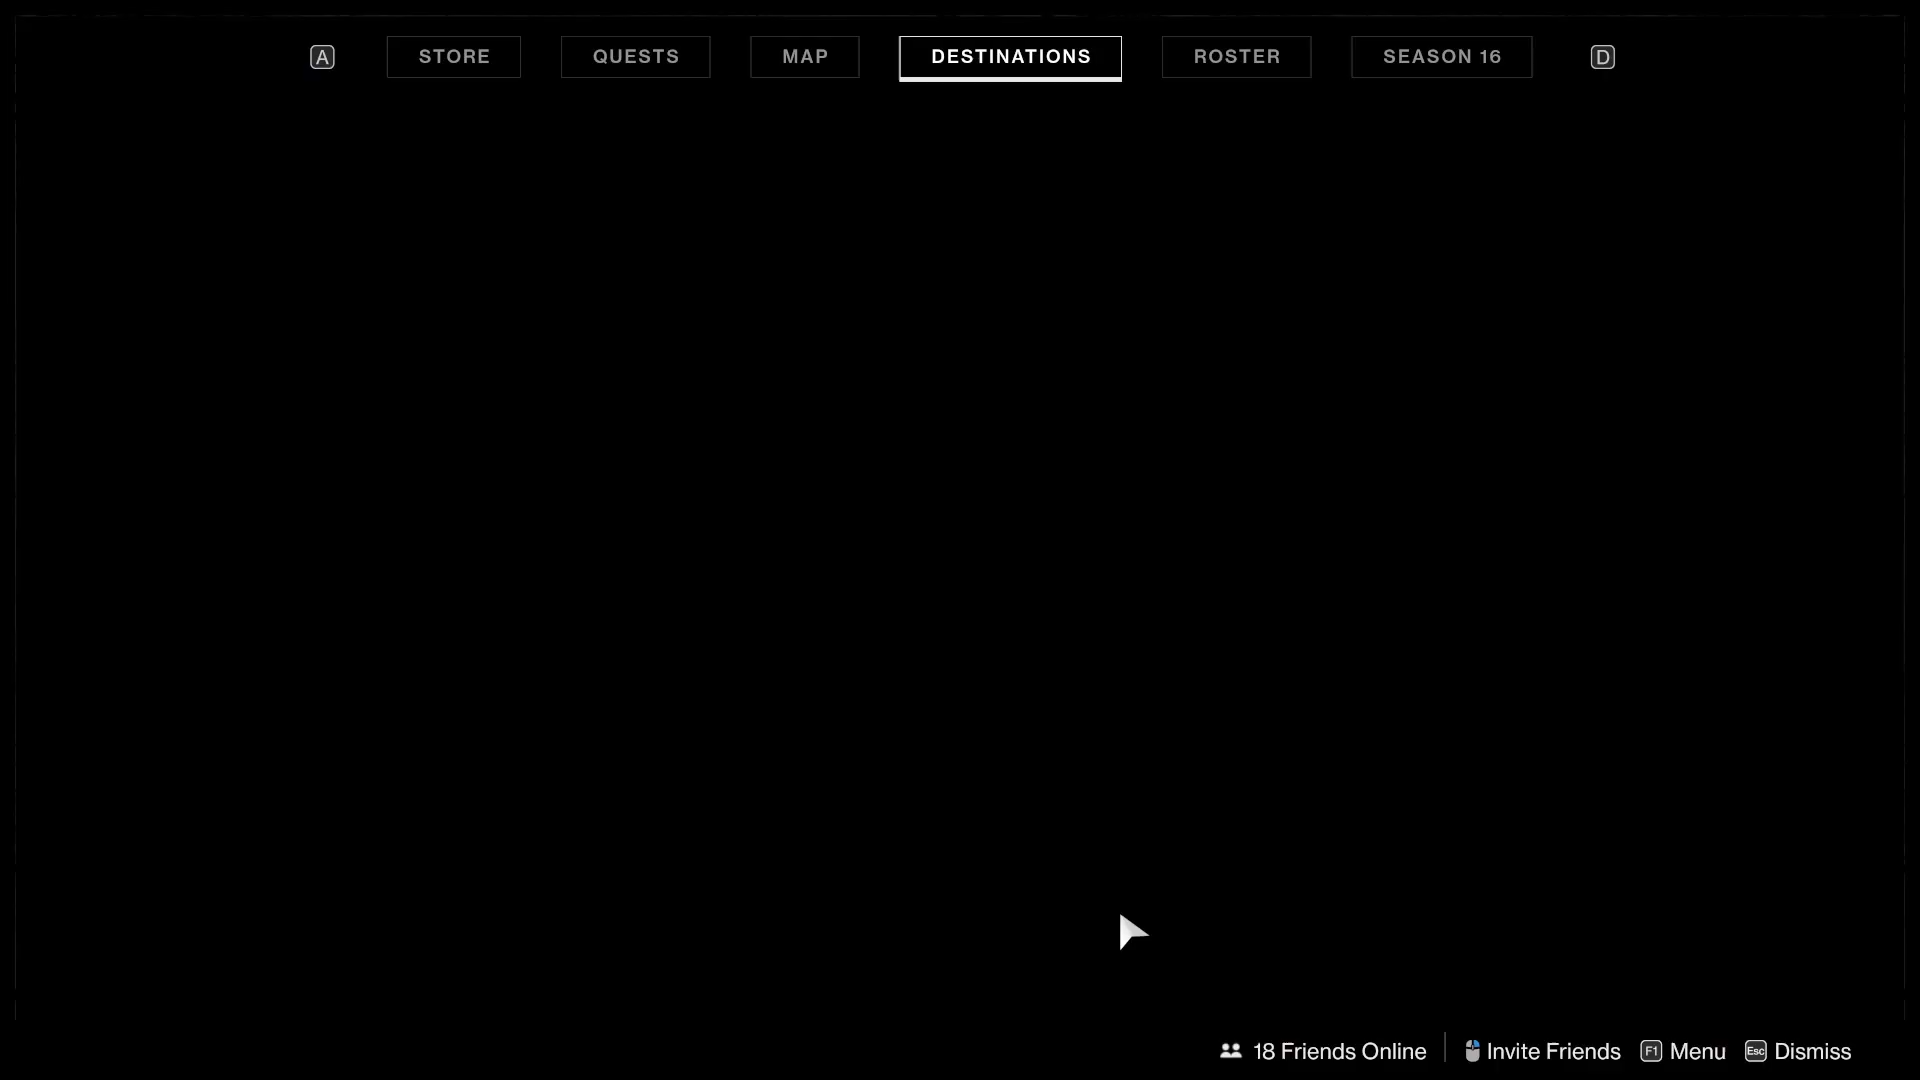 A STORE QUESTS MAP DESTINATIONS ROSTER SEASON 16 D
18 Friends Online Invite Friends F1 Menu Esc Dismiss